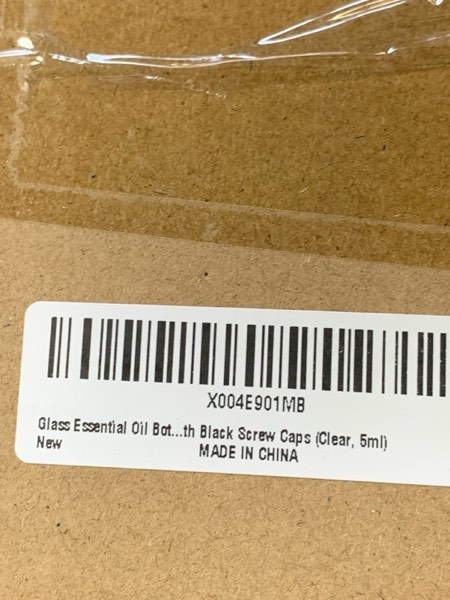 X004E901MB
Glass Essential Oil Bot...th Black Screw Caps (Clear, 5ml)
New MADE IN CHINA